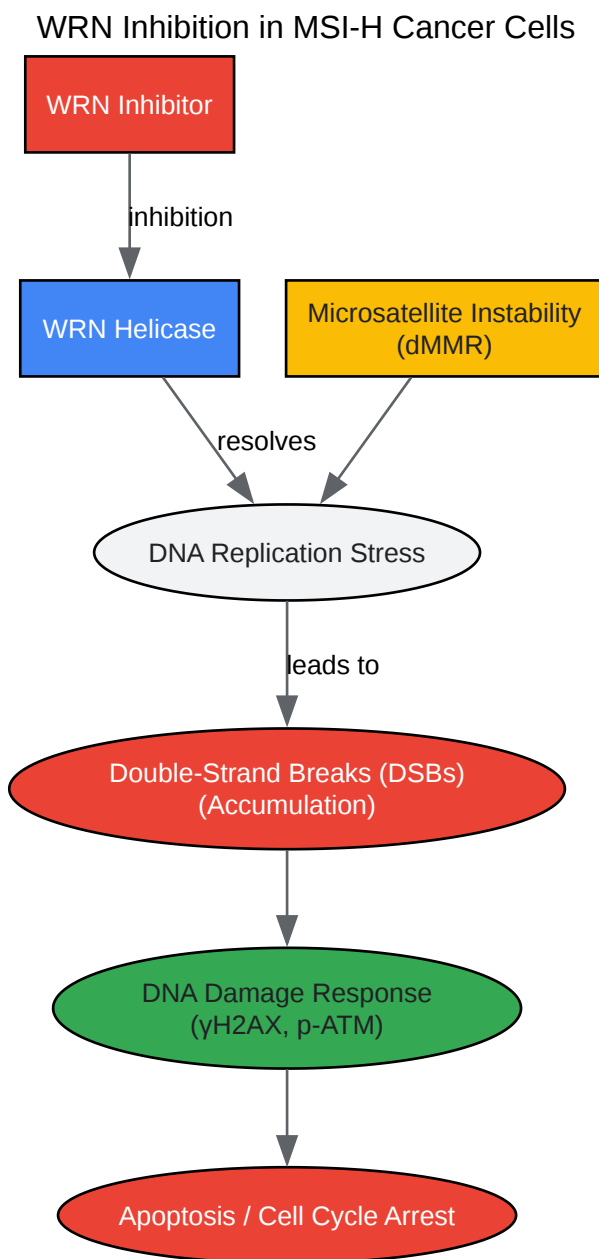 WRN Inhibition in MSI-H Cancer Cells
WRN Inhibitor
inhibition
WRN Helicase
Microsatellite Instability
(dMMR)
resolves
DNA Replication Stress
leads to
Double-Strand Breaks (DSBs)
(Accumulation)
DNA Damage Response
(γH2AX, p-ATM)
Apoptosis / Cell Cycle Arrest